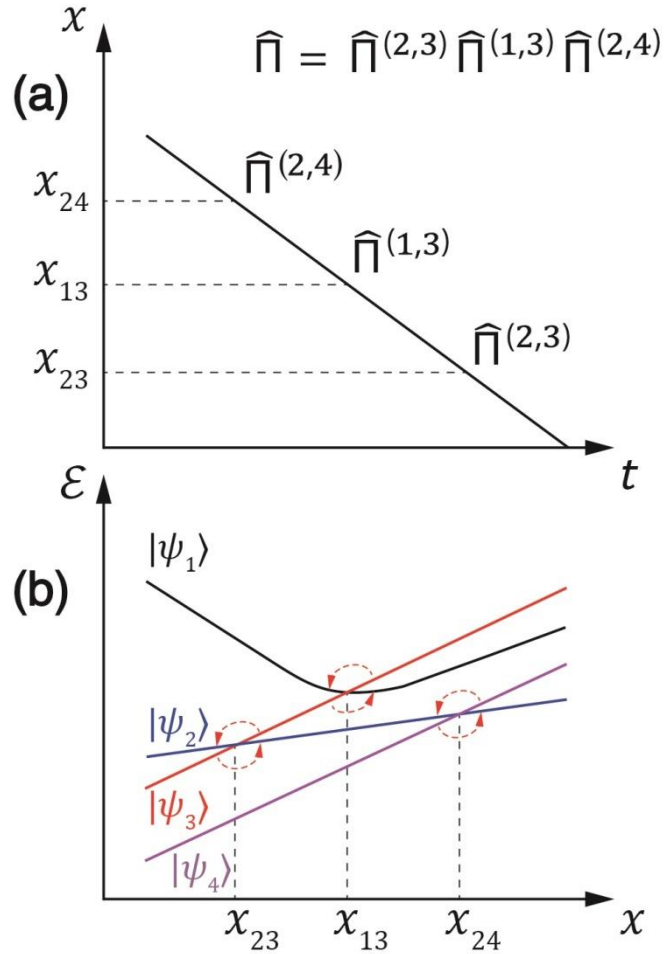 x
Π̂ = Π̂^(2,3) Π̂^(1,3) Π̂^(2,4)
(a)
x_24
Π̂^(2,4)
x_13
Π̂^(1,3)
x_23
Π̂^(2,3)
t
ℰ
|ψ_1⟩
(b)
|ψ_2⟩
|ψ_3⟩
|ψ_4⟩
x_23 x_13 x_24 x